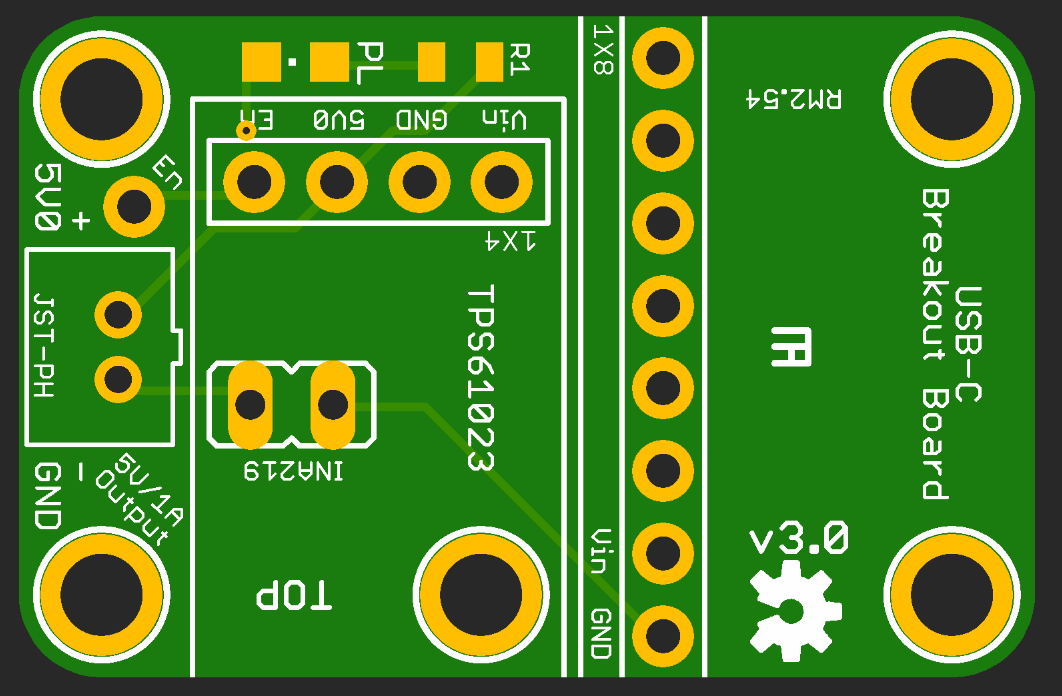 1X8
PL
R1
RM2.54
En
5V0
GND
Vin
En
5V0
+
1X4
JST-PH
TPS61023
USB-C
Breakout Board
INA219
GND
-
5V/1A
Output
Vin
GND
v3.0
TOP